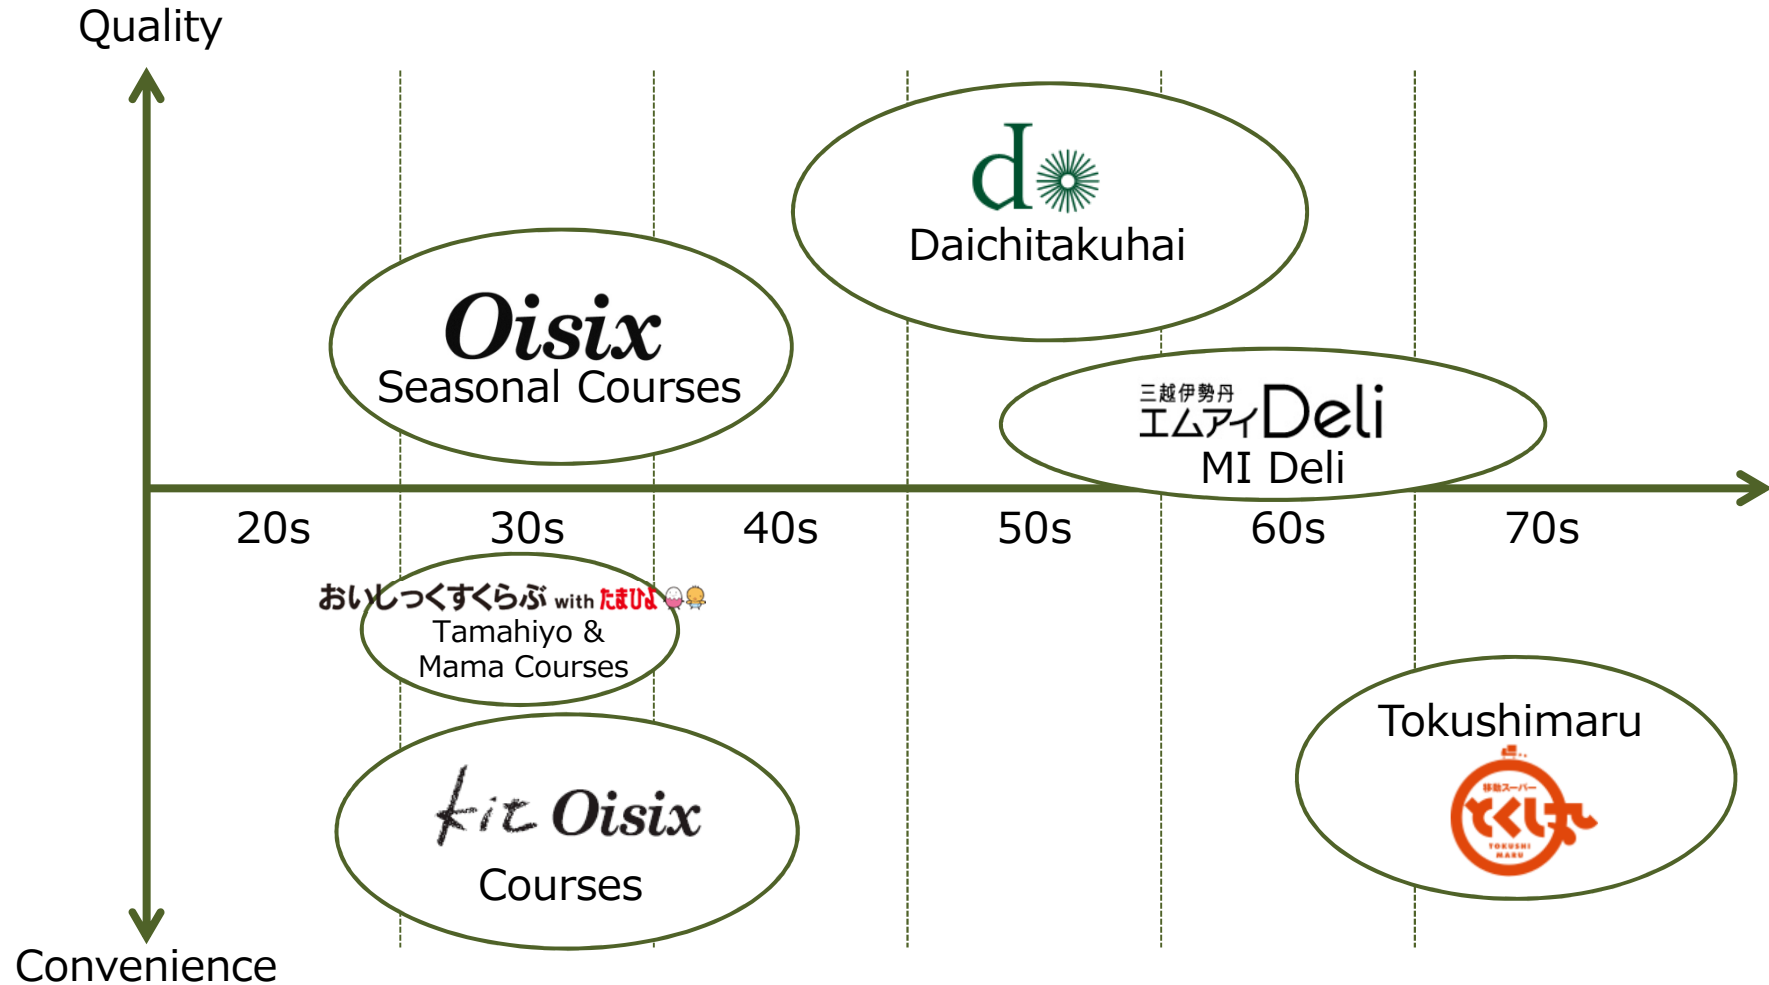 Quality
do
Daichitakuhai
Oisix
Seasonal Courses
三越伊勢丹
エムアイDeli
MI Deli
20s 30s 40s 50s 60s 70s
おいしっくすくらぶ with たまひよ
Tamahiyo &
Mama Courses
Kit Oisix
Courses
Tokushimaru
移動スーパー
とくし丸
TOKUSHI
MARU
Convenience